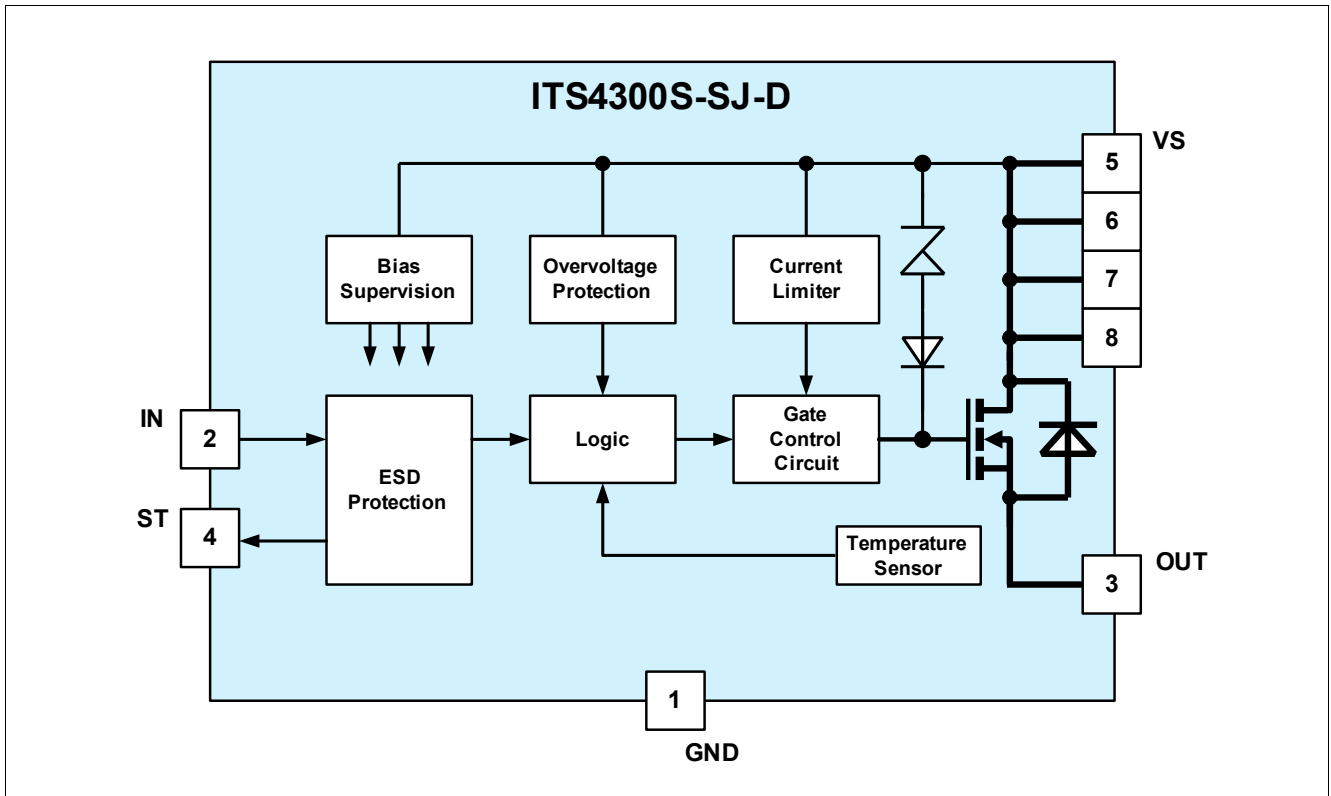 ITS4300S-SJ-D
VS
5
6
7
8
Bias
Supervision
Overvoltage
Protection
Current
Limiter
IN
2
ST
4
ESD
Protection
Logic
Gate
Control
Circuit
Temperature
Sensor
3
OUT
1
GND